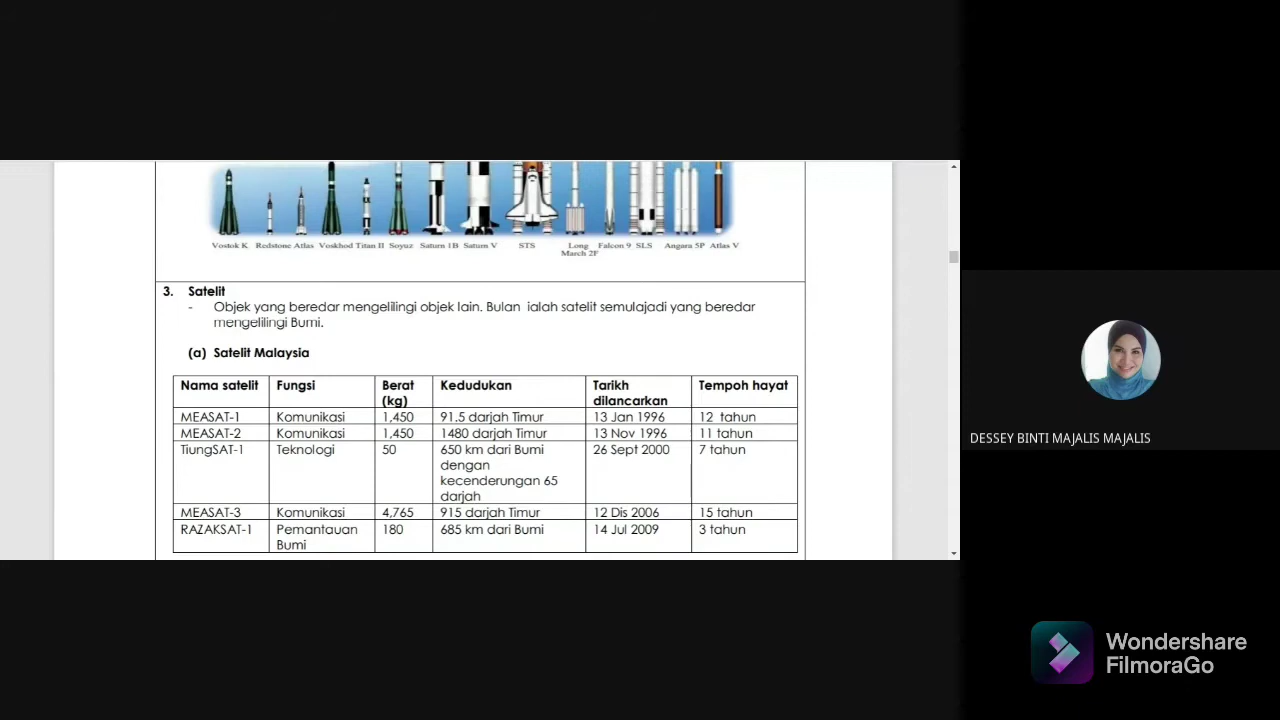 Vostok K Redstone Atlas Voskhod Titan II Soyuz Saturn 1B Saturn V STS Long March 2F Falcon 9 SLS Angara 5P Atlas V
3. Satelit
- Objek yang beredar mengelilingi objek lain. Bulan ialah satelit semulajadi yang beredar
mengelilingi Bumi.
(a) Satelit Malaysia
Nama satelit Fungsi Berat (kg) Kedudukan Tarikh dilancarkan Tempoh hayat
MEASAT-1 Komunikasi 1,450 91.5 darjah Timur 13 Jan 1996 12 tahun
MEASAT-2 Komunikasi 1,450 1480 darjah Timur 13 Nov 1996 11 tahun
TiungSAT-1 Teknologi 50 650 km dari Bumi dengan kecenderungan 65 darjah 26 Sept 2000 7 tahun
MEASAT-3 Komunikasi 4,765 915 darjah Timur 12 Dis 2006 15 tahun
RAZAKSAT-1 Pemantauan Bumi 180 685 km dari Bumi 14 Jul 2009 3 tahun
DESSEY BINTI MAJALIS MAJALIS
Wondershare
FilmoraGo